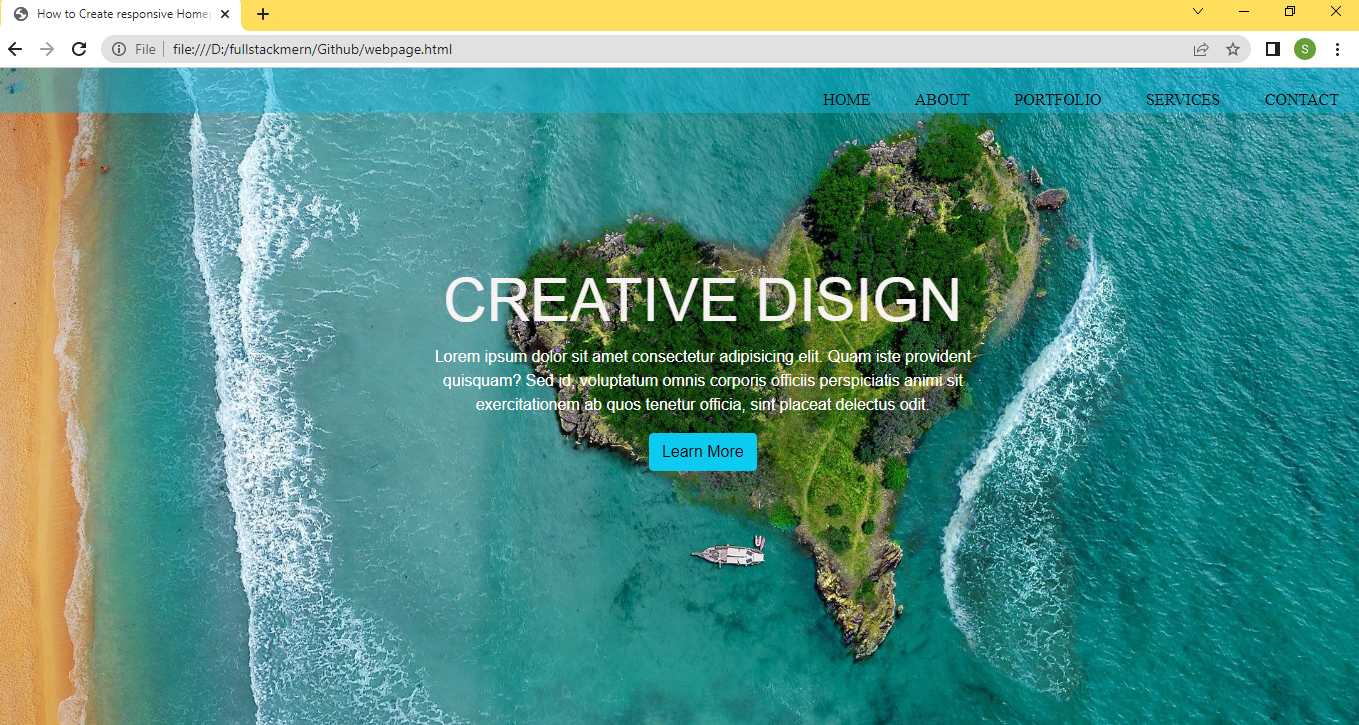 How to Create responsive Home
File
file:///D:/fullstackmern/Github/webpage.html
S
HOME ABOUT PORTFOLIO SERVICES CONTACT
CREATIVE DISIGN
Lorem ipsum dolor sit amet consectetur adipisicing elit. Quam iste provident
quisquam? Sed id, voluptatum omnis corporis officiis perspiciatis animi sit
exercitationem ab quos tenetur officia, sint placeat delectus odit.
Learn More